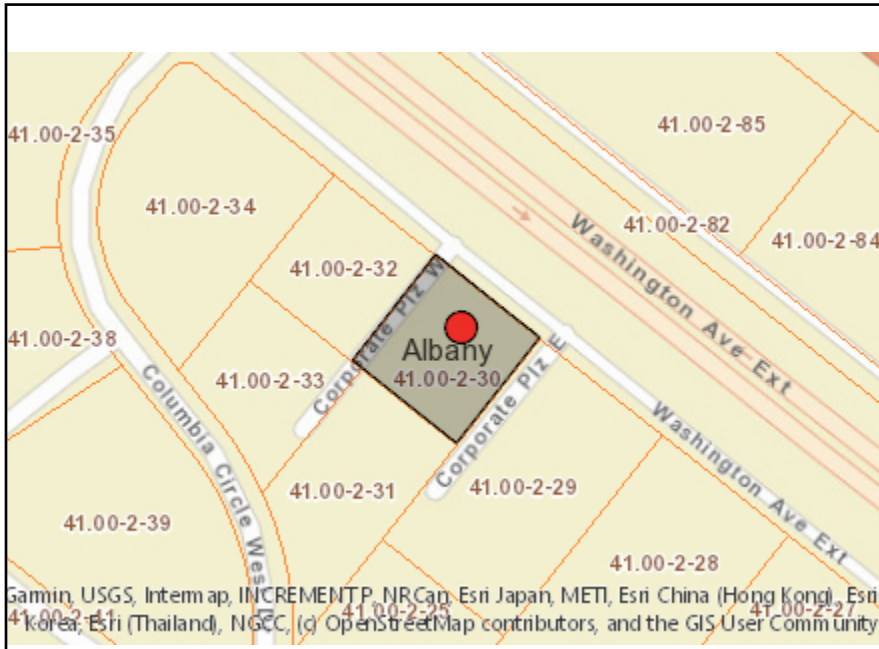 41.00-2-35
41.00-2-85
41.00-2-34
41.00-2-82
41.00-2-84
Washington Ave Ext
41.00-2-32
Corporate Plz W
41.00-2-38
Albany
41.00-2-30
41.00-2-33
Corporate Plz E
Columbia Circle West Dr
Washington Ave Ext
41.00-2-31
41.00-2-29
41.00-2-39
41.00-2-28
Garmin, USGS, Intermap, INCREMENT P, NRCan, Esri Japan, METI, Esri China (Hong Kong), Esri
41.00-2-25
41.00-2-27
Korea, Esri (Thailand), NGCC, (c) OpenStreetMap contributors, and the GIS User Community